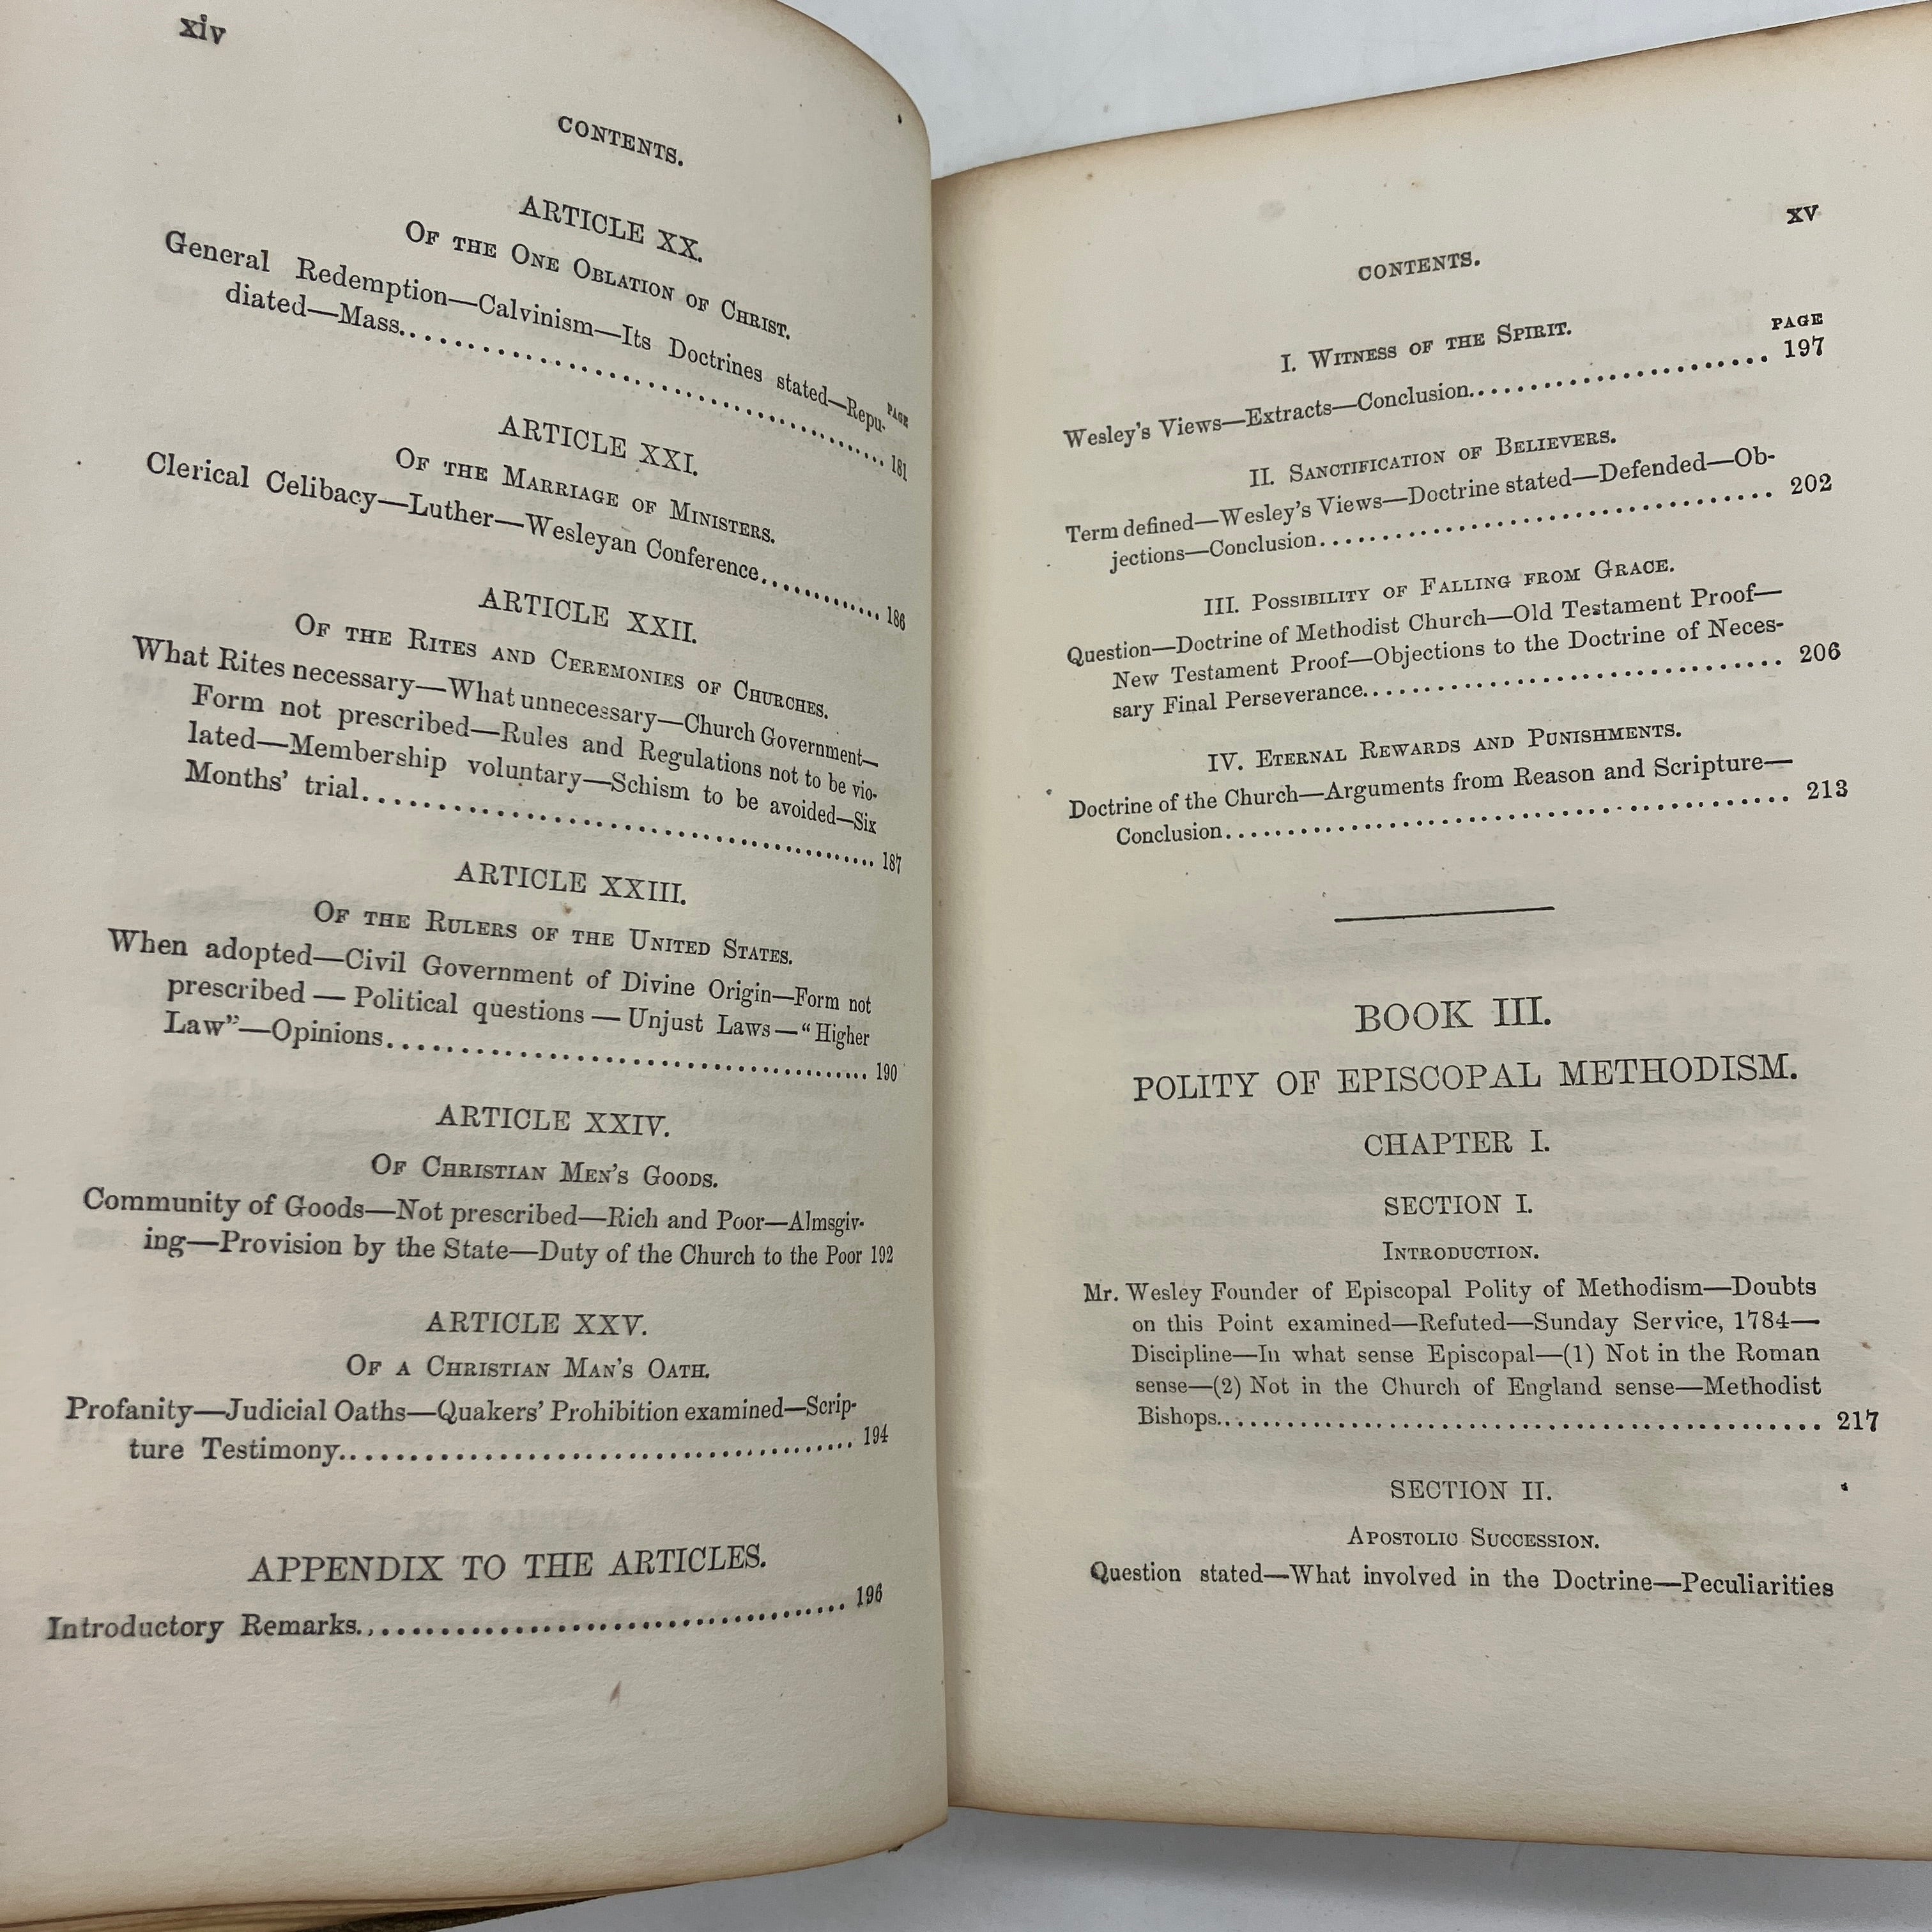 xiv
CONTENTS.
ARTICLE XX.
OF THE ONE OBLATION OF CHRIST.
PAGE
General Redemption—Calvinism—Its Doctrines stated—Repu-
diated—Mass........................................ 181
ARTICLE XXI.
OF THE MARRIAGE OF MINISTERS.
Clerical Celibacy—Luther—Wesleyan Conference............. 186
ARTICLE XXII.
OF THE RITES AND CEREMONIES OF CHURCHES.
What Rites necessary—What unnecessary—Church Government—
Form not prescribed—Rules and Regulations not to be vio-
lated—Membership voluntary—Schism to be avoided—Six
Months' trial........................................ 187
ARTICLE XXIII.
OF THE RULERS OF THE UNITED STATES.
When adopted—Civil Government of Divine Origin—Form not
prescribed — Political questions — Unjust Laws — “Higher
Law”—Opinions........................................ 190
ARTICLE XXIV.
OF CHRISTIAN MEN'S GOODS.
Community of Goods—Not prescribed—Rich and Poor—Almsgiv-
ing—Provision by the State—Duty of the Church to the Poor 192
ARTICLE XXV.
OF A CHRISTIAN MAN'S OATH.
Profanity—Judicial Oaths—Quakers' Prohibition examined—Scrip-
ture Testimony........................................ 194
APPENDIX TO THE ARTICLES.
Introductory Remarks........................................ 196
xv
CONTENTS.
I. WITNESS OF THE SPIRIT.
PAGE
Wesley's Views—Extracts—Conclusion........................ 197
II. SANCTIFICATION OF BELIEVERS.
Term defined—Wesley's Views—Doctrine stated—Defended—Ob-
jections—Conclusion.................................. 202
III. POSSIBILITY OF FALLING FROM GRACE.
Question—Doctrine of Methodist Church—Old Testament Proof—
New Testament Proof—Objections to the Doctrine of Neces-
sary Final Perseverance.............................. 206
IV. ETERNAL REWARDS AND PUNISHMENTS.
Doctrine of the Church—Arguments from Reason and Scripture—
Conclusion........................................ 213
BOOK III.
POLITY OF EPISCOPAL METHODISM.
CHAPTER I.
SECTION I.
INTRODUCTION.
Mr. Wesley Founder of Episcopal Polity of Methodism—Doubts
on this Point examined—Refuted—Sunday Service, 1784—
Discipline—In what sense Episcopal—(1) Not in the Roman
sense—(2) Not in the Church of England sense—Methodist
Bishops........................................ 217
SECTION II.
APOSTOLIC SUCCESSION.
Question stated—What involved in the Doctrine—Peculiarities